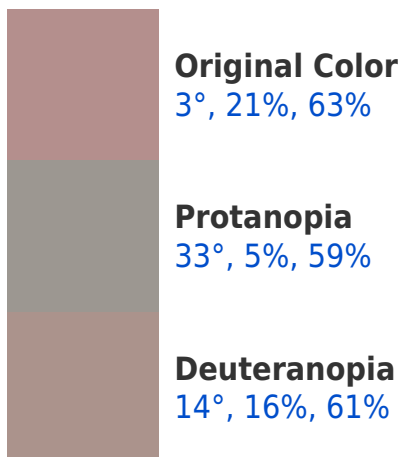 Original Color
3°, 21%, 63%
Protanopia
33°, 5%, 59%
Deuteranopia
14°, 16%, 61%